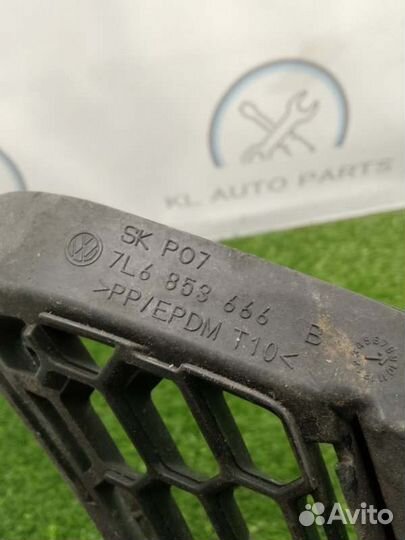 KL AUTO PARTS
SK P07
7L6 853 666 B
>PP/EPDM T10<
Avito